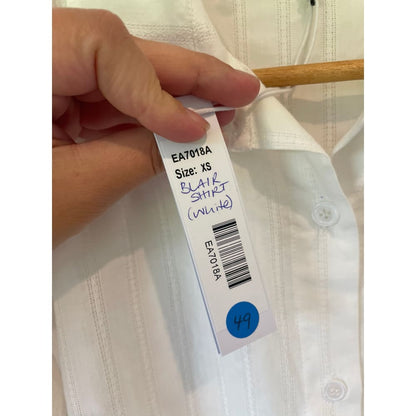 EA7018A
Size: XS
BLAIR
SHIRT
(White)
EA7018A
49